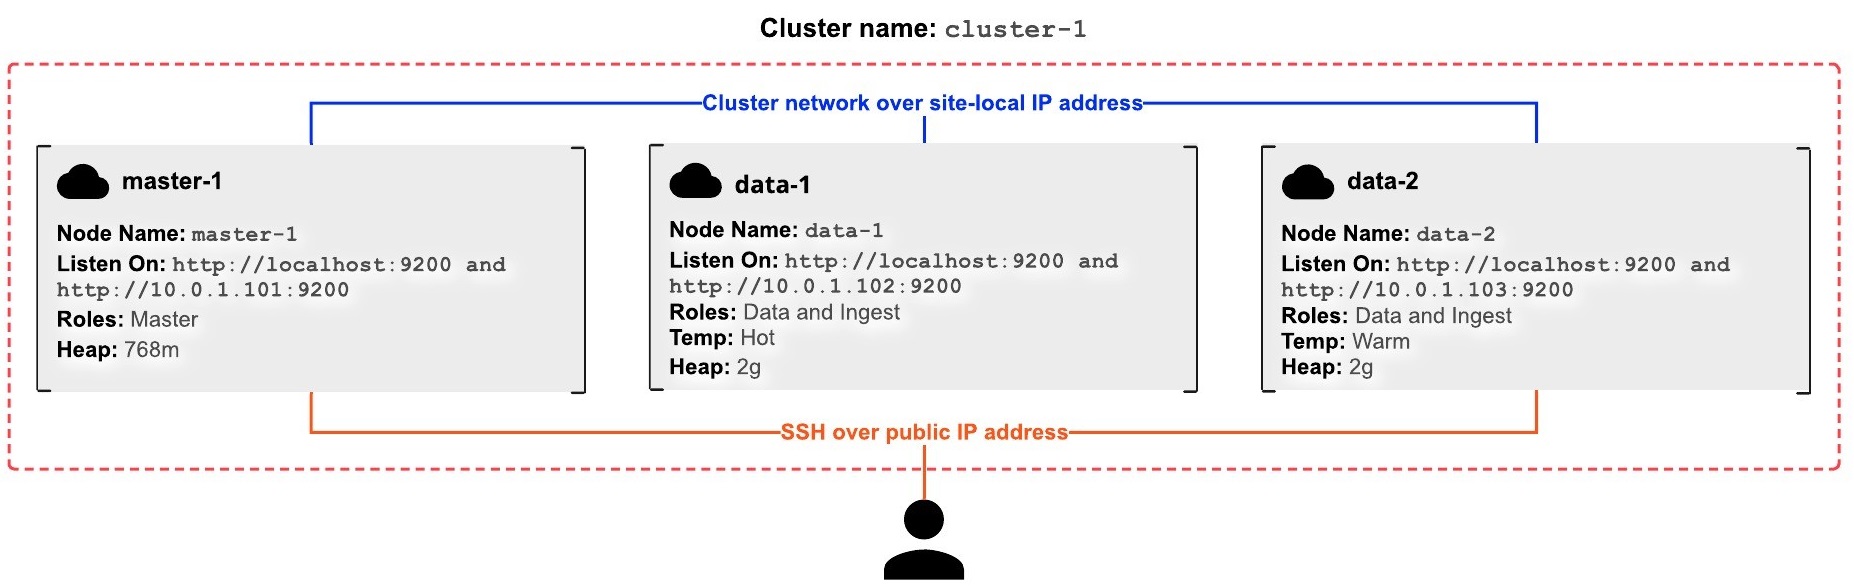 Cluster name: cluster-1
Cluster network over site-local IP address
master-1
Node Name: master-1
Listen On: http://localhost:9200 and
http://10.0.1.101:9200
Roles: Master
Heap: 768m
data-1
Node Name: data-1
Listen On: http://localhost:9200 and
http://10.0.1.102:9200
Roles: Data and Ingest
Temp: Hot
Heap: 2g
data-2
Node Name: data-2
Listen On: http://localhost:9200 and
http://10.0.1.103:9200
Roles: Data and Ingest
Temp: Warm
Heap: 2g
SSH over public IP address